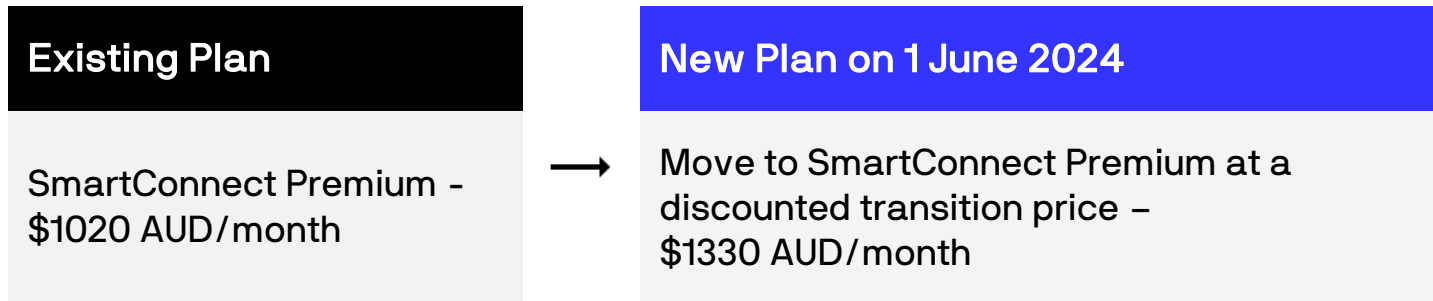 Existing Plan
SmartConnect Premium -
$1020 AUD/month
New Plan on 1 June 2024
Move to SmartConnect Premium at a
discounted transition price –
$1330 AUD/month